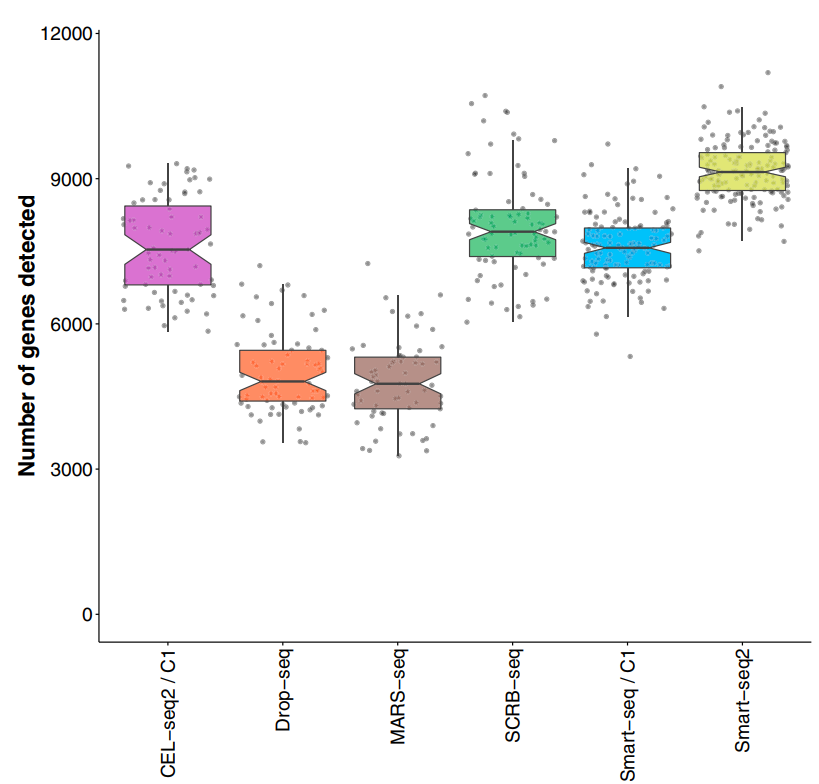 Number of genes detected
12000
9000
6000
3000
0
CEL−seq2 / C1
Drop−seq
MARS−seq
SCRB−seq
Smart−seq / C1
Smart−seq2